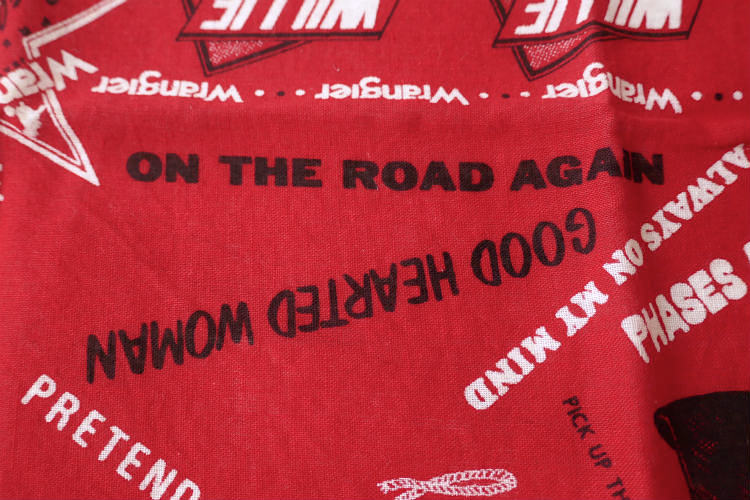 WILLIE
WILLIE
Wrangler
Wrangler
Wrangler
Wrangler
Wrangler
ON THE ROAD AGAIN
GOOD HEARTED WOMAN
ALWAYS ON MY MIND
PHASES
PRETEND
PICK UP